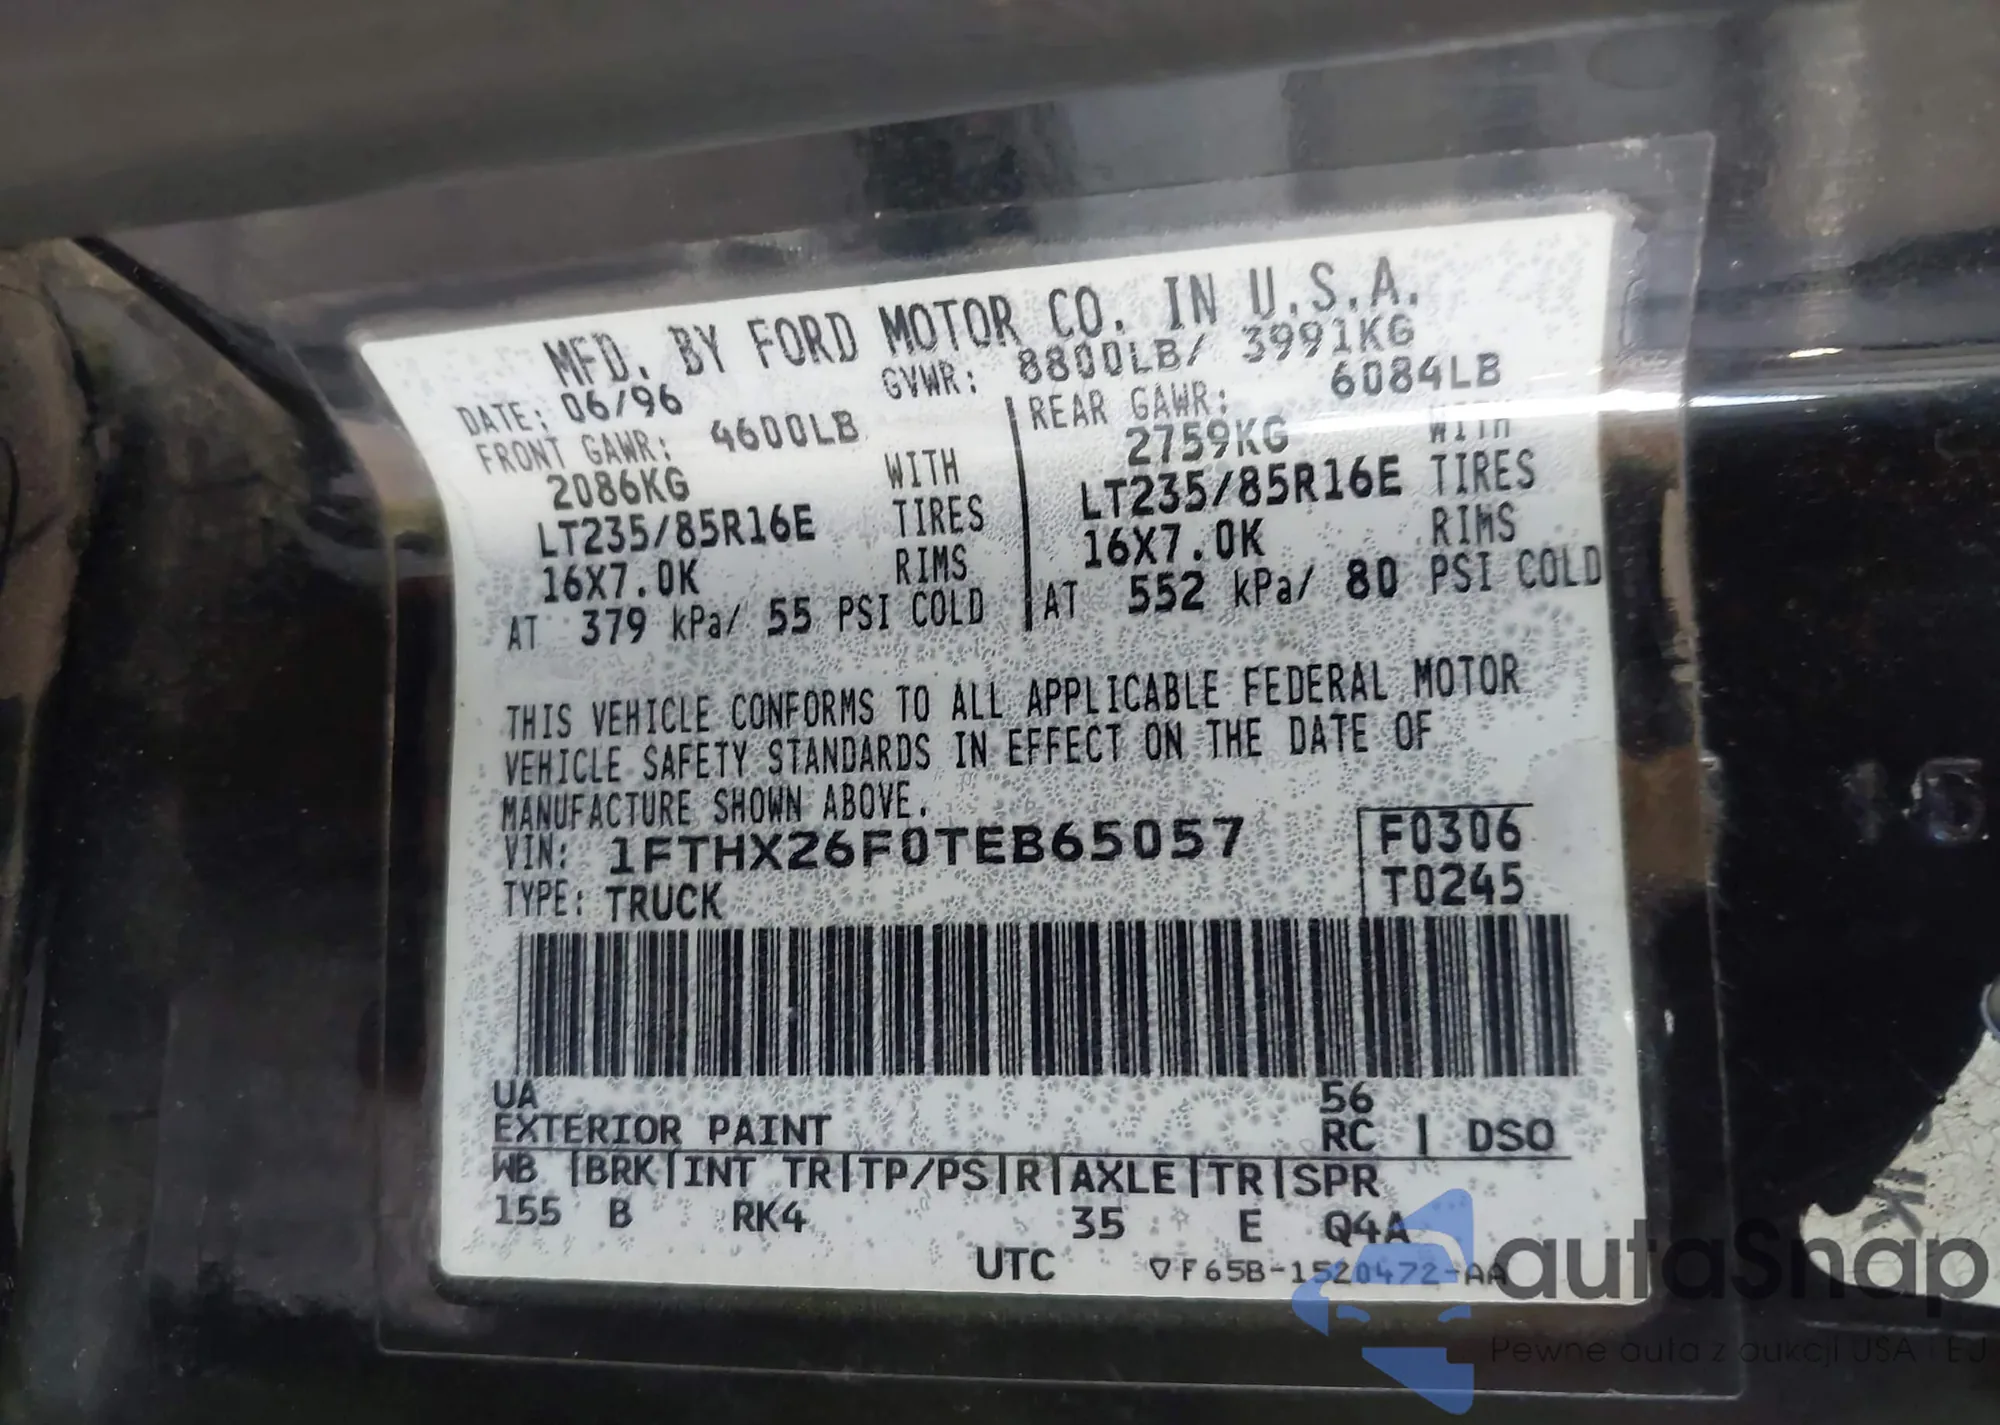 MFD. BY FORD MOTOR CO. IN U.S.A.
DATE: 06/96 GVWR: 8800LB/ 3991KG
FRONT GAWR: 4600LB REAR GAWR: 6084LB
2086KG WITH 2759KG WITH
LT235/85R16E TIRES LT235/85R16E TIRES
16X7.0K RIMS 16X7.0K RIMS
AT 379 kPa/ 55 PSI COLD AT 552 kPa/ 80 PSI COLD
THIS VEHICLE CONFORMS TO ALL APPLICABLE FEDERAL MOTOR
VEHICLE SAFETY STANDARDS IN EFFECT ON THE DATE OF
MANUFACTURE SHOWN ABOVE.
VIN: 1FTHX26F0TEB65057 F0306
TYPE: TRUCK T0245
UA 56
EXTERIOR PAINT RC | DSO
WB |BRK|INT TR|TP/PS|R|AXLE|TR|SPR
155 B RK4 35 E Q4A
UTC ▽F65B-1520472-AA
autaSnap
Pewne auta z aukcji USA i EU